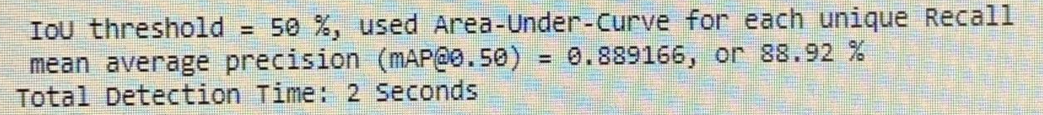 IoU threshold = 50 %, used Area-Under-Curve for each unique Recall
mean average precision (mAP@0.50) = 0.889166, or 88.92 %
Total Detection Time: 2 Seconds